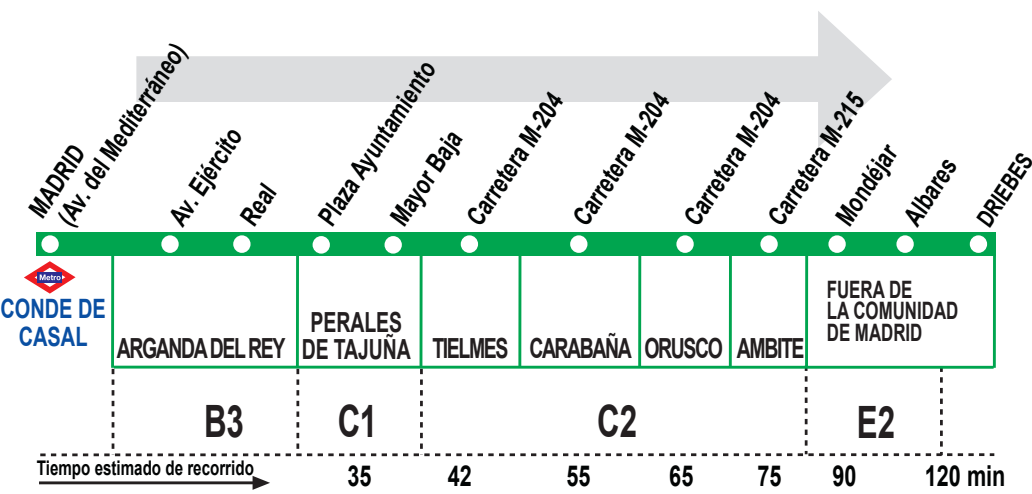 MADRID
(Av. del Mediterráneo)
Av. Ejército
Real
Plaza Ayuntamiento
Mayor Baja
Carretera M-204
Carretera M-204
Carretera M-204
Carretera M-215
Mondéjar
Albares
DRIEBES
Metro
CONDE DE
CASAL
ARGANDA DEL REY
PERALES
DE TAJUÑA
TIELMES
CARABAÑA
ORUSCO
AMBITE
FUERA DE
LA COMUNIDAD
DE MADRID
B3
C1
C2
E2
Tiempo estimado de recorrido
35
42
55
65
75
90
120 min